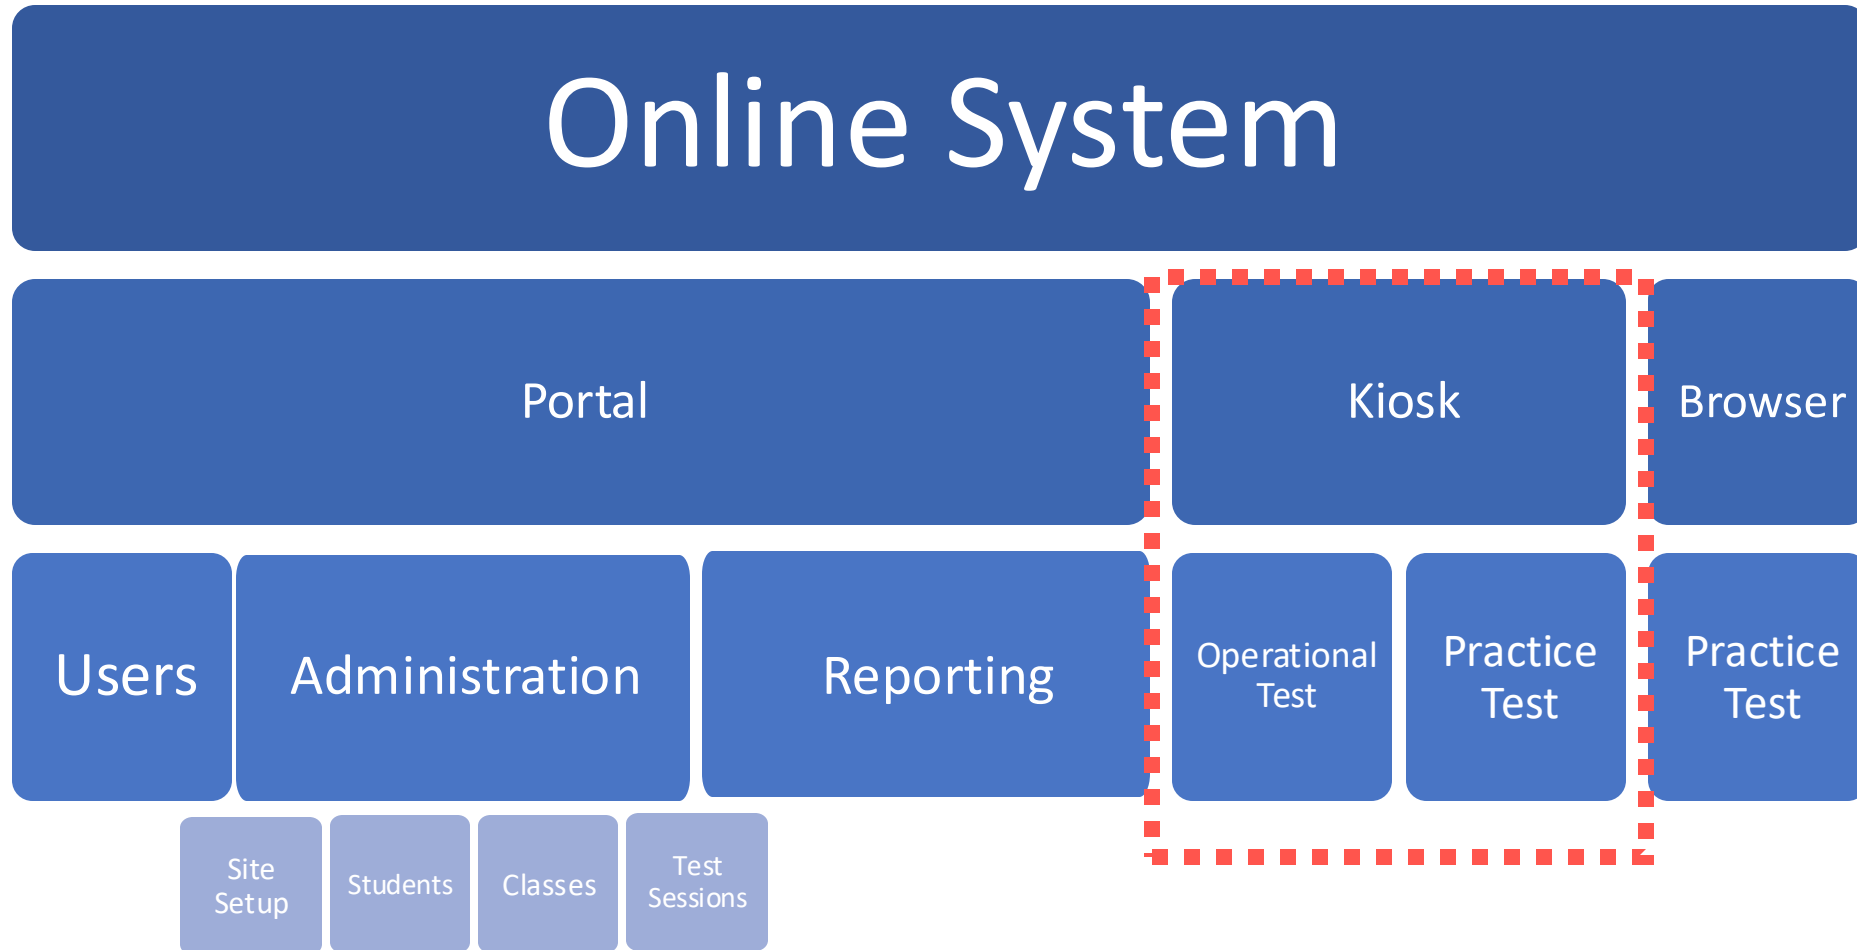 Online System
Portal
Kiosk
Browser
Users
Administration
Reporting
Operational
Test
Practice
Test
Practice
Test
Site
Setup
Students
Classes
Test
Sessions